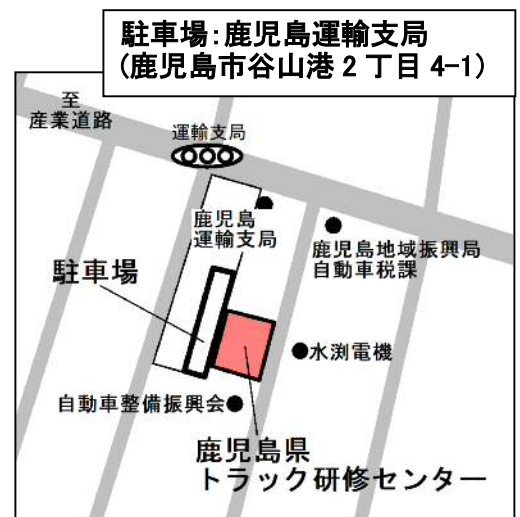 駐車場:鹿児島運輸支局
(鹿児島市谷山港2丁目4-1)
至
産業道路
運輸支局
鹿児島
運輸支局
鹿児島地域振興局
自動車税課
駐車場
水測電機
自動車整備振興会
鹿児島県
トラック研修センター